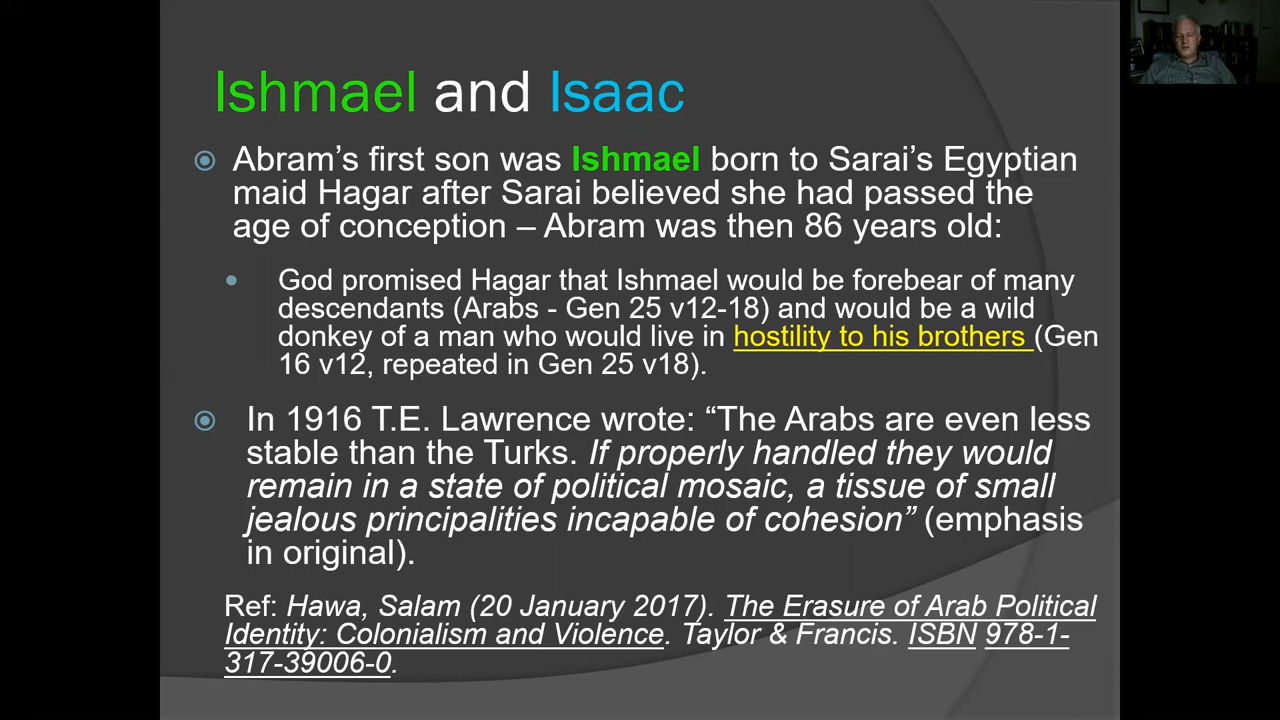 Ishmael and Isaac
Abram’s first son was Ishmael born to Sarai’s Egyptian
maid Hagar after Sarai believed she had passed the
age of conception – Abram was then 86 years old:
God promised Hagar that Ishmael would be forebear of many
descendants (Arabs - Gen 25 v12-18) and would be a wild
donkey of a man who would live in hostility to his brothers (Gen
16 v12, repeated in Gen 25 v18).
In 1916 T.E. Lawrence wrote: “The Arabs are even less
stable than the Turks. If properly handled they would
remain in a state of political mosaic, a tissue of small
jealous principalities incapable of cohesion” (emphasis
in original).
Ref: Hawa, Salam (20 January 2017). The Erasure of Arab Political
Identity: Colonialism and Violence. Taylor & Francis. ISBN 978-1-
317-39006-0.